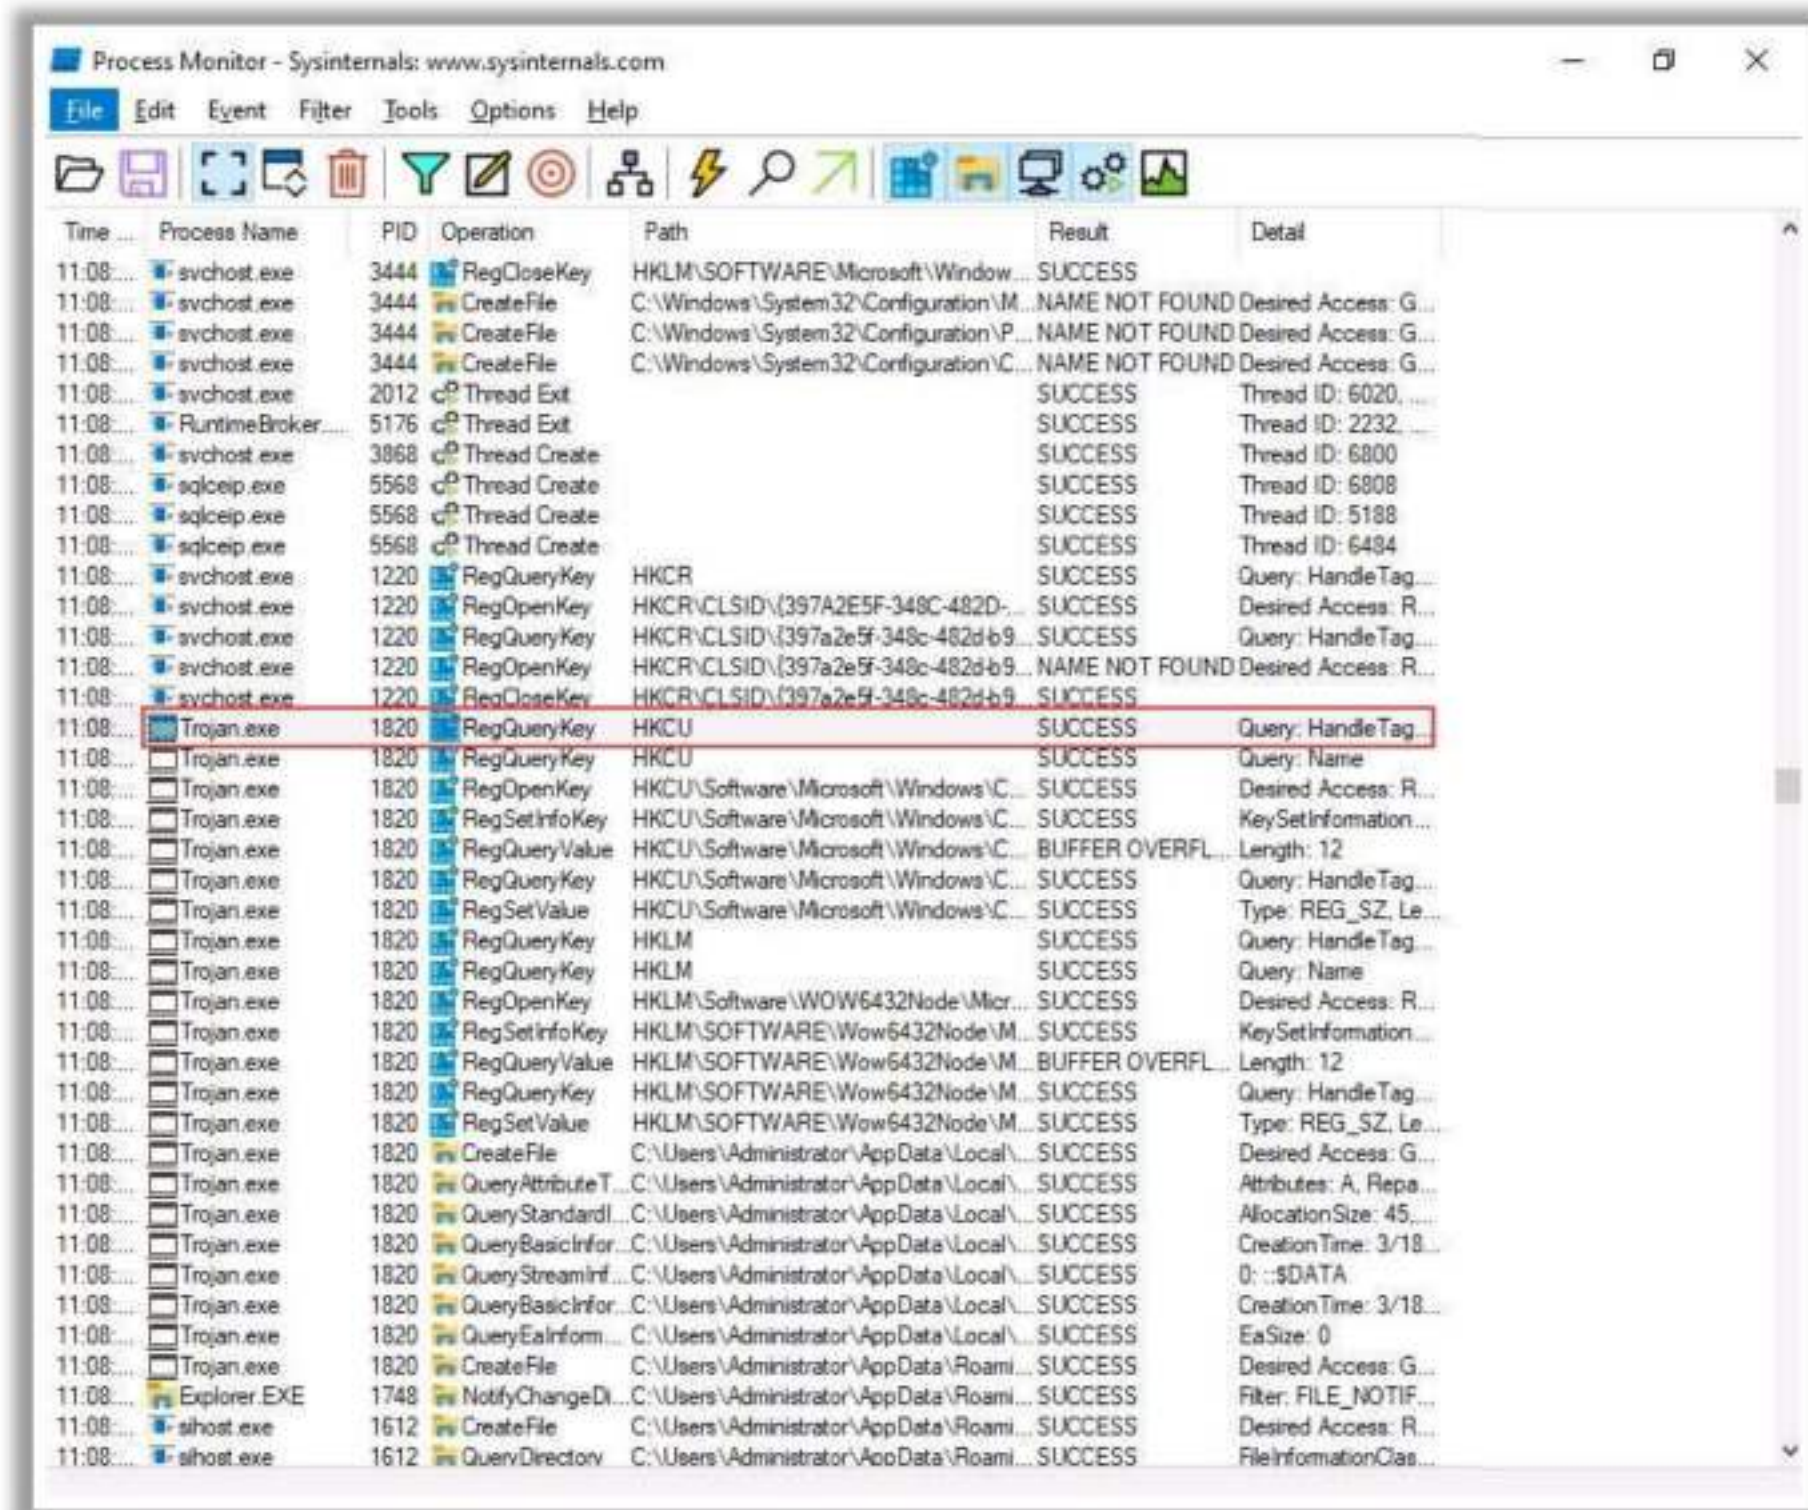 Process Monitor - Sysinternals: www.sysinternals.com
File Edit Event Filter Tools Options Help
Time ... Process Name PID Operation Path Result Detail
11:08:... svchost.exe 3444 RegCloseKey HKLM\SOFTWARE\Microsoft\Window... SUCCESS
11:08:... svchost.exe 3444 CreateFile C:\Windows\System32\Configuration\M... NAME NOT FOUND Desired Access: G...
11:08:... svchost.exe 3444 CreateFile C:\Windows\System32\Configuration\P... NAME NOT FOUND Desired Access: G...
11:08:... svchost.exe 3444 CreateFile C:\Windows\System32\Configuration\C... NAME NOT FOUND Desired Access: G...
11:08:... svchost.exe 2012 Thread Exit SUCCESS Thread ID: 6020, ...
11:08:... RuntimeBroker.... 5176 Thread Exit SUCCESS Thread ID: 2232, ...
11:08:... svchost.exe 3868 Thread Create SUCCESS Thread ID: 6800
11:08:... sqlceip.exe 5568 Thread Create SUCCESS Thread ID: 6808
11:08:... sqlceip.exe 5568 Thread Create SUCCESS Thread ID: 5188
11:08:... sqlceip.exe 5568 Thread Create SUCCESS Thread ID: 6484
11:08:... svchost.exe 1220 RegQueryKey HKCR SUCCESS Query: HandleTag...
11:08:... svchost.exe 1220 RegOpenKey HKCR\CLSID\{397A2E5F-348C-482D-... SUCCESS Desired Access: R...
11:08:... svchost.exe 1220 RegQueryKey HKCR\CLSID\{397a2e5f-348c-482d-b9... SUCCESS Query: HandleTag...
11:08:... svchost.exe 1220 RegOpenKey HKCR\CLSID\{397a2e5f-348c-482d-b9... NAME NOT FOUND Desired Access: R...
11:08:... svchost.exe 1220 RegCloseKey HKCR\CLSID\{397a2e5f-348c-482d-b9... SUCCESS
11:08:... Trojan.exe 1820 RegQueryKey HKCU SUCCESS Query: HandleTag...
11:08:... Trojan.exe 1820 RegQueryKey HKCU SUCCESS Query: Name
11:08:... Trojan.exe 1820 RegOpenKey HKCU\Software\Microsoft\Windows\C... SUCCESS Desired Access: R...
11:08:... Trojan.exe 1820 RegSetInfoKey HKCU\Software\Microsoft\Windows\C... SUCCESS KeySetInformation...
11:08:... Trojan.exe 1820 RegQueryValue HKCU\Software\Microsoft\Windows\C... BUFFER OVERFL... Length: 12
11:08:... Trojan.exe 1820 RegQueryKey HKCU\Software\Microsoft\Windows\C... SUCCESS Query: HandleTag...
11:08:... Trojan.exe 1820 RegSetValue HKCU\Software\Microsoft\Windows\C... SUCCESS Type: REG_SZ, Le...
11:08:... Trojan.exe 1820 RegQueryKey HKLM SUCCESS Query: HandleTag...
11:08:... Trojan.exe 1820 RegQueryKey HKLM SUCCESS Query: Name
11:08:... Trojan.exe 1820 RegOpenKey HKLM\Software\WOW6432Node\Micr... SUCCESS Desired Access: R...
11:08:... Trojan.exe 1820 RegSetInfoKey HKLM\SOFTWARE\Wow6432Node\M... SUCCESS KeySetInformation...
11:08:... Trojan.exe 1820 RegQueryValue HKLM\SOFTWARE\Wow6432Node\M... BUFFER OVERFL... Length: 12
11:08:... Trojan.exe 1820 RegQueryKey HKLM\SOFTWARE\Wow6432Node\M... SUCCESS Query: HandleTag...
11:08:... Trojan.exe 1820 RegSetValue HKLM\SOFTWARE\Wow6432Node\M... SUCCESS Type: REG_SZ, Le...
11:08:... Trojan.exe 1820 CreateFile C:\Users\Administrator\AppData\Local\... SUCCESS Desired Access: G...
11:08:... Trojan.exe 1820 QueryAttributeT... C:\Users\Administrator\AppData\Local\... SUCCESS Attributes: A, Repa...
11:08:... Trojan.exe 1820 QueryStandardI... C:\Users\Administrator\AppData\Local\... SUCCESS AllocationSize: 45,...
11:08:... Trojan.exe 1820 QueryBasicInfor... C:\Users\Administrator\AppData\Local\... SUCCESS CreationTime: 3/18...
11:08:... Trojan.exe 1820 QueryStreamInf... C:\Users\Administrator\AppData\Local\... SUCCESS 0: ::$DATA
11:08:... Trojan.exe 1820 QueryBasicInfor... C:\Users\Administrator\AppData\Local\... SUCCESS CreationTime: 3/18...
11:08:... Trojan.exe 1820 QueryEaInform... C:\Users\Administrator\AppData\Local\... SUCCESS EaSize: 0
11:08:... Trojan.exe 1820 CreateFile C:\Users\Administrator\AppData\Roami... SUCCESS Desired Access: G...
11:08:... Explorer.EXE 1748 NotifyChangeDi... C:\Users\Administrator\AppData\Roami... SUCCESS Filter: FILE_NOTIF...
11:08:... sihost.exe 1612 CreateFile C:\Users\Administrator\AppData\Roami... SUCCESS Desired Access: R...
11:08:... sihost.exe 1612 QueryDirectory C:\Users\Administrator\AppData\Roami... SUCCESS FileInformationClas...